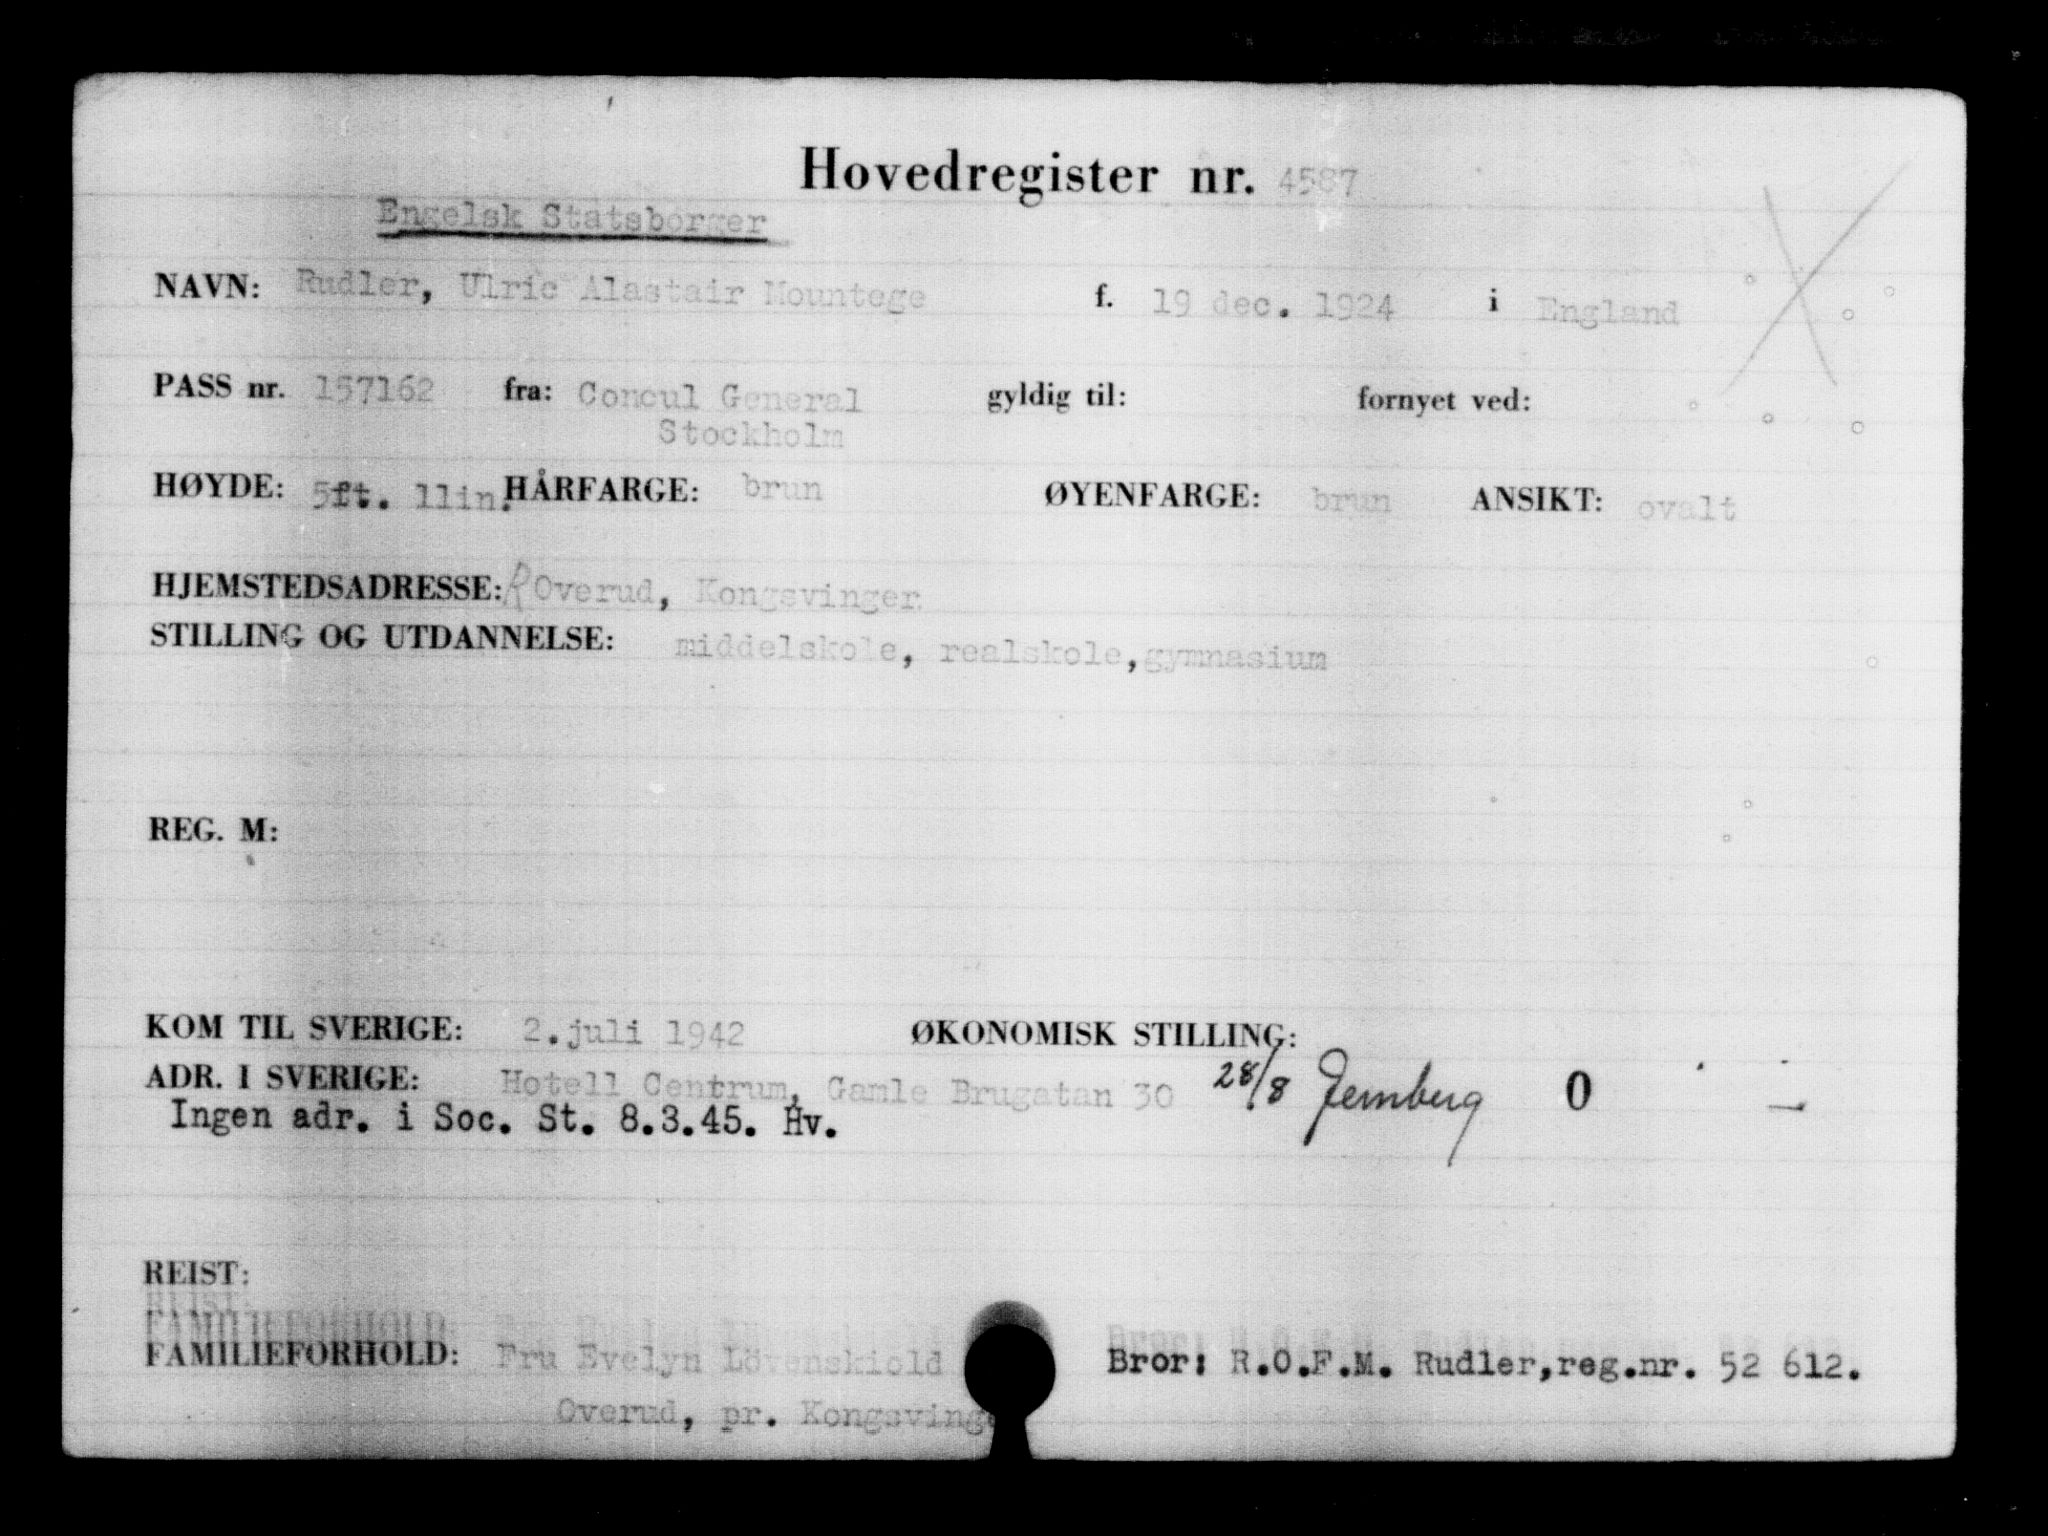 Hovedregister nr. 4587
Engelsk Statsborger
NAVN: Rudler, Ulric Alastair Mountege f. 19 dec. 1924 i England
PASS nr. 157162 fra: Concul General gyldig til: fornyet ved:
Stockholm
HØYDE: 5ft. 11in. HÅRFARGE: brun ØYENFARGE: brun ANSIKT: ovalt
HJEMSTEDSADRESSE: R Overud, Kongsvinger
STILLING OG UTDANNELSE: middelskole, realskole, gymnasium
REG. M:
KOM TIL SVERIGE: 2.juli 1942 ØKONOMISK STILLING:
ADR. I SVERIGE: Hotell Centrum, Gamle Brugatan 30 28/8 Jernberg O
Ingen adr. i Soc. St. 8.3.45. Hv.
REIST:
FAMILIEFORHOLD: Fru Evelyn Lövenskiold Bror: R.O.F.M. Rudler,reg.nr. 52 612.
Overud, pr. Kongsvinge